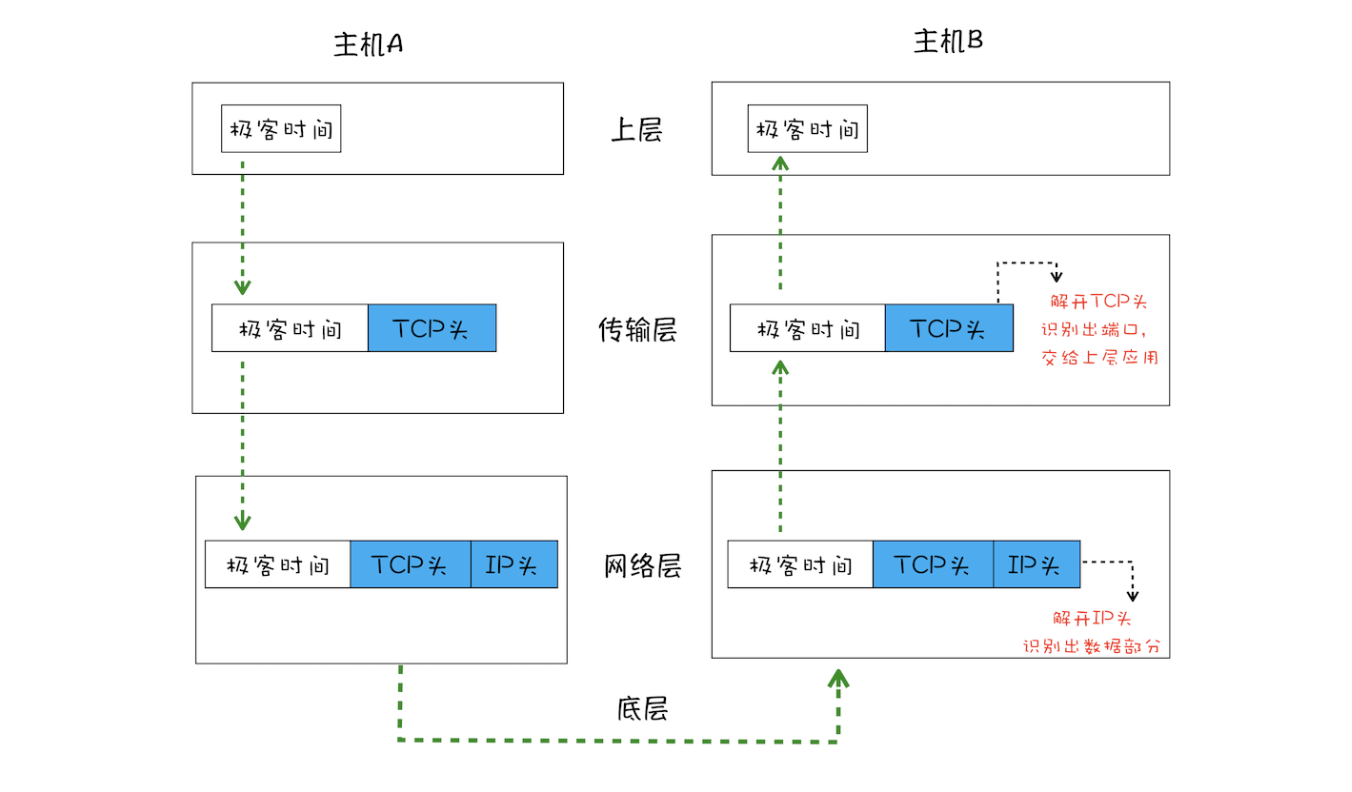 主机A
主机B
极客时间
上层
极客时间
极客时间
TCP头
传输层
极客时间
TCP头
解开TCP头
识别出端口，
交给上层应用
极客时间
TCP头
IP头
网络层
极客时间
TCP头
IP头
解开IP头
识别出数据部分
底层